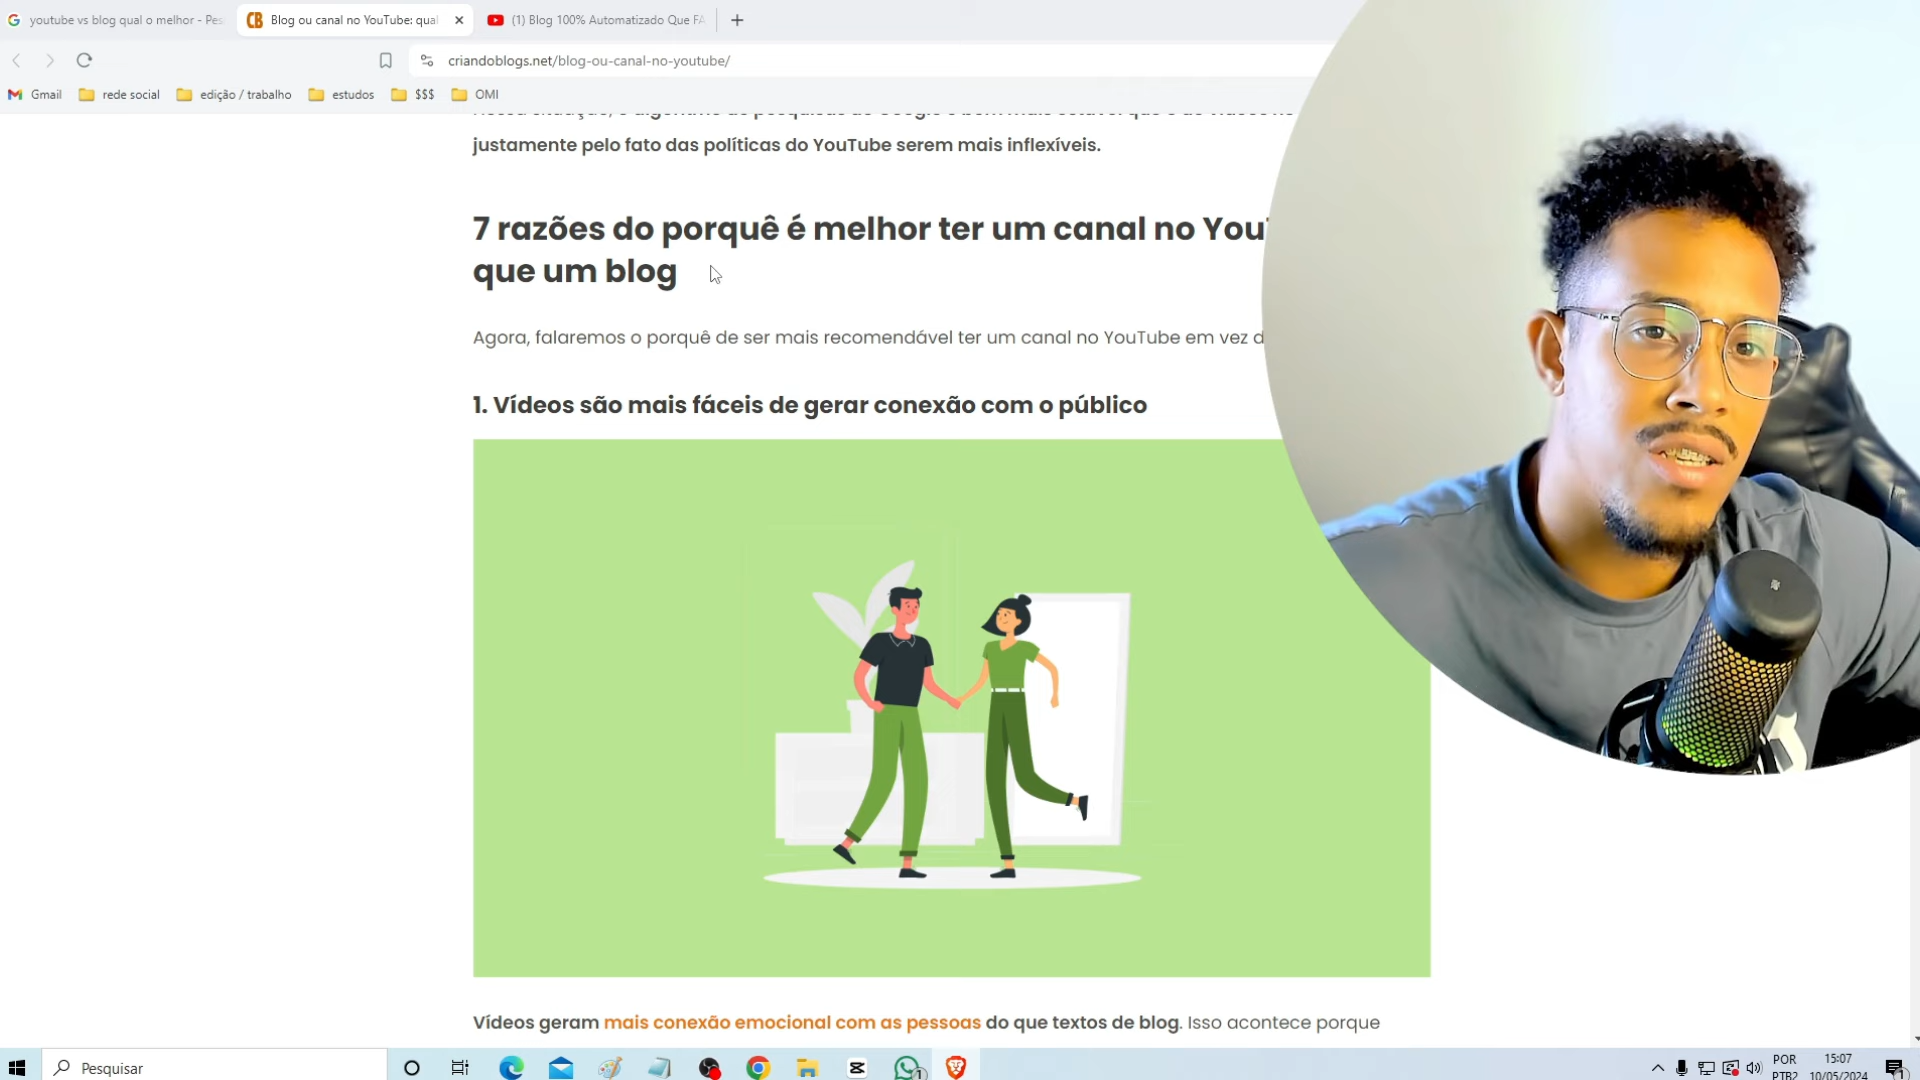 youtube vs blog qual o melhor - Pes
Blog ou canal no YouTube: qual
(1) Blog 100% Automatizado Que FA
criandoblogs.net/blog-ou-canal-no-youtube/
Gmail
rede social
edição / trabalho
estudos
$$$
OMI
justamente pelo fato das políticas do YouTube serem mais inflexíveis.
7 razões do porquê é melhor ter um canal no You
que um blog
Agora, falaremos o porquê de ser mais recomendável ter um canal no YouTube em vez d
1. Vídeos são mais fáceis de gerar conexão com o público
Vídeos geram mais conexão emocional com as pessoas do que textos de blog. Isso acontece porque
Pesquisar
POR
PTB2
15:07
10/05/2024